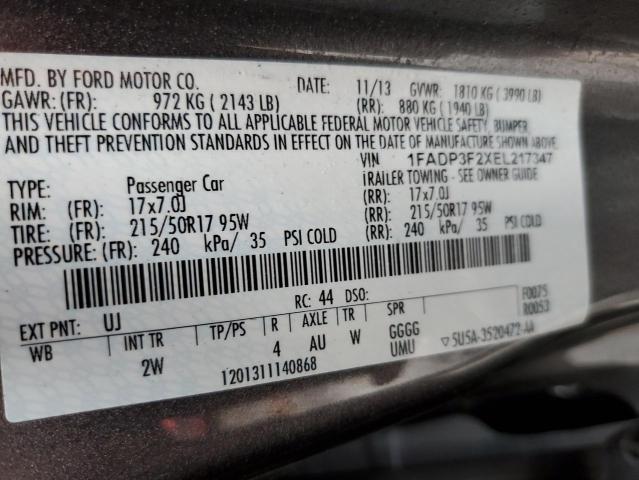 MFD. BY FORD MOTOR CO. DATE: 11/13 GVWR: 1810 KG ( 3990 LB)
GAWR: (FR): 972 KG ( 2143 LB) (RR): 880 KG ( 1940 LB)
THIS VEHICLE CONFORMS TO ALL APPLICABLE FEDERAL MOTOR VEHICLE SAFETY, BUMPER
AND THEFT PREVENTION STANDARDS IN EFFECT ON THE DATE OF MANUFACTURE SHOWN ABOVE.
VIN 1FADP3F2XEL217347
TYPE: Passenger Car TRAILER TOWING - SEE OWNER GUIDE
RIM: (FR): 17x7.0J (RR): 17x7.0J
TIRE: (FR): 215/50R17 95W (RR): 215/50R17 95W
PRESSURE: (FR): 240 kPa/ 35 PSI COLD (RR): 240 kPa/ 35 PSI COLD
RC: 44 DSO: F0075
EXT PNT: UJ R0053
WB INT TR TP/PS R AXLE TR SPR
2W 4 AU W GGGG
1201311140868 UMU ▽5U5A-3520472-AA